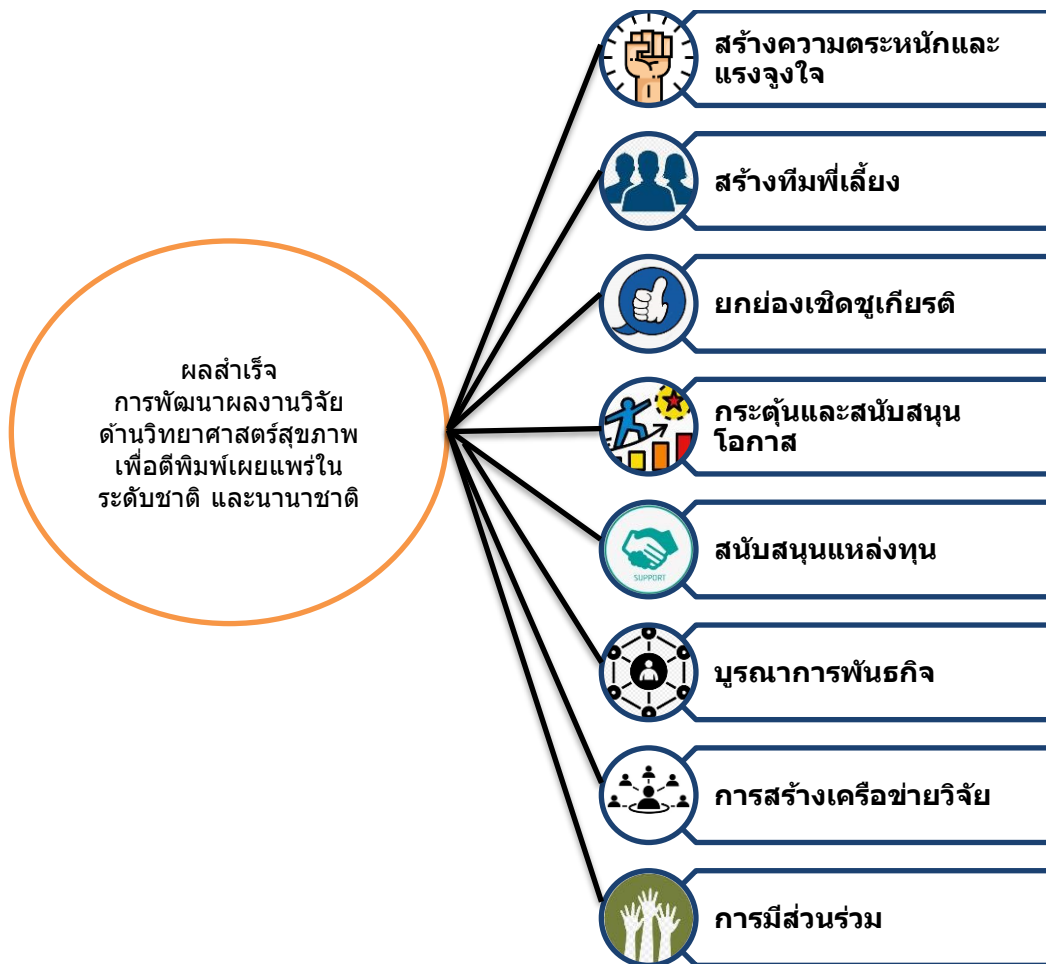 สร้างความตระหนักและ
แรงจูงใจ
สร้างทีมพี่เลี้ยง
ยกย่องเชิดชูเกียรติ
ผลสำเร็จ
การพัฒนาผลงานวิจัย
ด้านวิทยาศาสตร์สุขภาพ
เพื่อตีพิมพ์เผยแพร่ใน
ระดับชาติ และนานาชาติ
กระตุ้นและสนับสนุน
โอกาส
สนับสนุนแหล่งทุน
SUPPORT
บูรณาการพันธกิจ
การสร้างเครือข่ายวิจัย
การมีส่วนร่วม